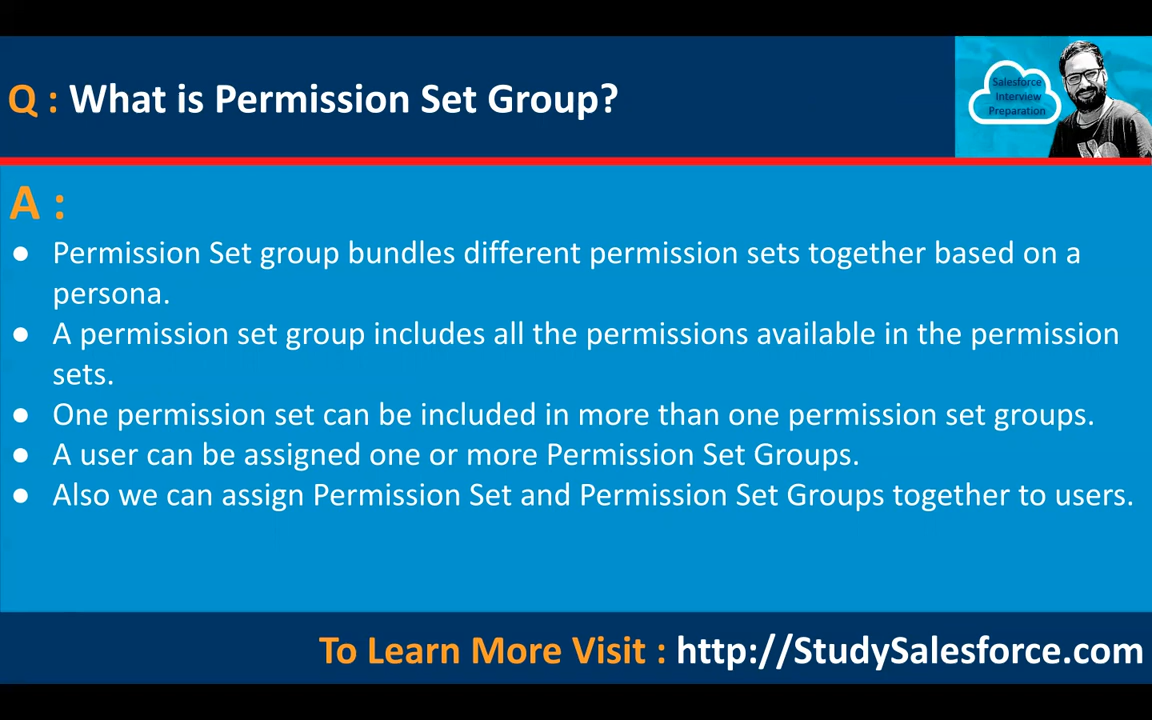 Q : What is Permission Set Group?
Salesforce
Interview
Preparation
A :
● Permission Set group bundles different permission sets together based on a
persona.
● A permission set group includes all the permissions available in the permission
sets.
● One permission set can be included in more than one permission set groups.
● A user can be assigned one or more Permission Set Groups.
● Also we can assign Permission Set and Permission Set Groups together to users.
To Learn More Visit : http://StudySalesforce.com